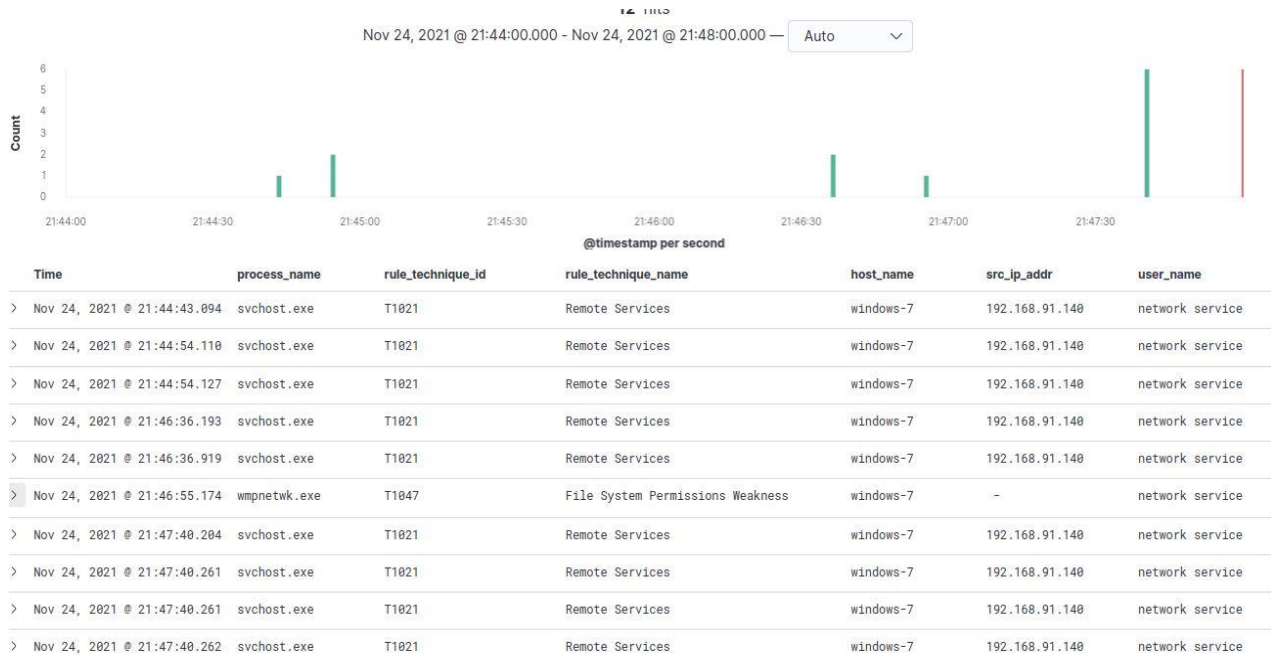 12 hits
Nov 24, 2021 @ 21:44:00.000 - Nov 24, 2021 @ 21:48:00.000 — Auto
6
5
4
3
2
1
0
Count
21:44:00 21:44:30 21:45:00 21:45:30 21:46:00 21:46:30 21:47:00 21:47:30
@timestamp per second
Time process_name rule_technique_id rule_technique_name host_name src_ip_addr user_name
Nov 24, 2021 @ 21:44:43.094 svchost.exe T1021 Remote Services windows-7 192.168.91.140 network service
Nov 24, 2021 @ 21:44:54.110 svchost.exe T1021 Remote Services windows-7 192.168.91.140 network service
Nov 24, 2021 @ 21:44:54.127 svchost.exe T1021 Remote Services windows-7 192.168.91.140 network service
Nov 24, 2021 @ 21:46:36.193 svchost.exe T1021 Remote Services windows-7 192.168.91.140 network service
Nov 24, 2021 @ 21:46:36.919 svchost.exe T1021 Remote Services windows-7 192.168.91.140 network service
Nov 24, 2021 @ 21:46:55.174 wmpnetwk.exe T1047 File System Permissions Weakness windows-7 - network service
Nov 24, 2021 @ 21:47:40.204 svchost.exe T1021 Remote Services windows-7 192.168.91.140 network service
Nov 24, 2021 @ 21:47:40.261 svchost.exe T1021 Remote Services windows-7 192.168.91.140 network service
Nov 24, 2021 @ 21:47:40.261 svchost.exe T1021 Remote Services windows-7 192.168.91.140 network service
Nov 24, 2021 @ 21:47:40.262 svchost.exe T1021 Remote Services windows-7 192.168.91.140 network service